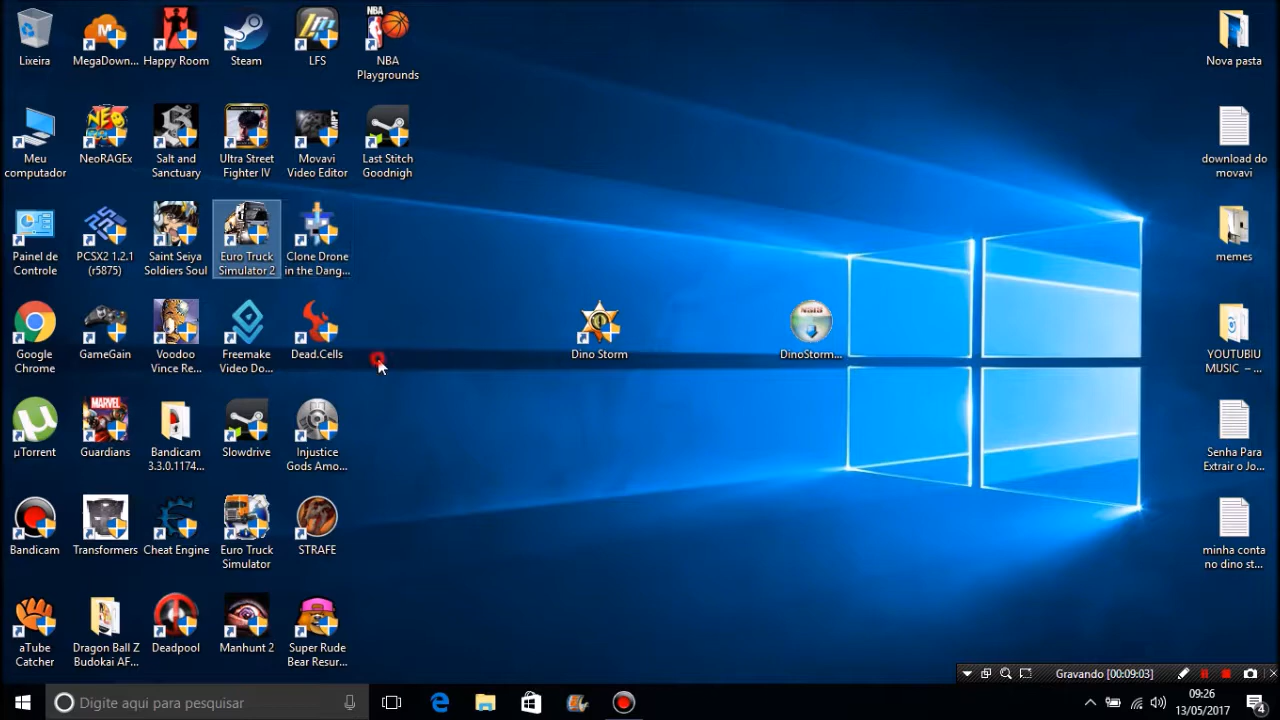 Lixeira
MegaDown...
Happy Room
Steam
LFS
NBA
NBA
Playgrounds
Nova pasta
Meu
computador
NeoRAGEx
Salt and
Sanctuary
Ultra Street
Fighter IV
MPT
Movavi
Video Editor
Last Stitch
Goodnigh
download do
movavi
Painel de
Controle
PCSX2 1.2.1
(r5875)
Saint Seiya
Soldiers Soul
Euro Truck
Simulator 2
Clone Drone
in the Dang...
memes
Google
Chrome
GameGain
Voodoo
Vince Re...
Freemake
Video Do...
Dead.Cells
Dino Storm
DinoStorm...
YOUTUBIU
MUSIC – ...
µTorrent
MARVEL
Guardians
Bandicam
3.3.0.1174...
Slowdrive
Injustice
Gods Amo...
Senha Para
Extrair o Jo...
Bandicam
Transformers
Cheat Engine
Euro Truck
Simulator
STRAFE
minha conta
no dino st...
aTube
Catcher
Dragon Ball Z
Budokai AF...
Deadpool
Manhunt 2
Super Rude
Bear Resur...
Gravando [00:09:03]
Digite aqui para pesquisar
09:26
13/05/2017
4